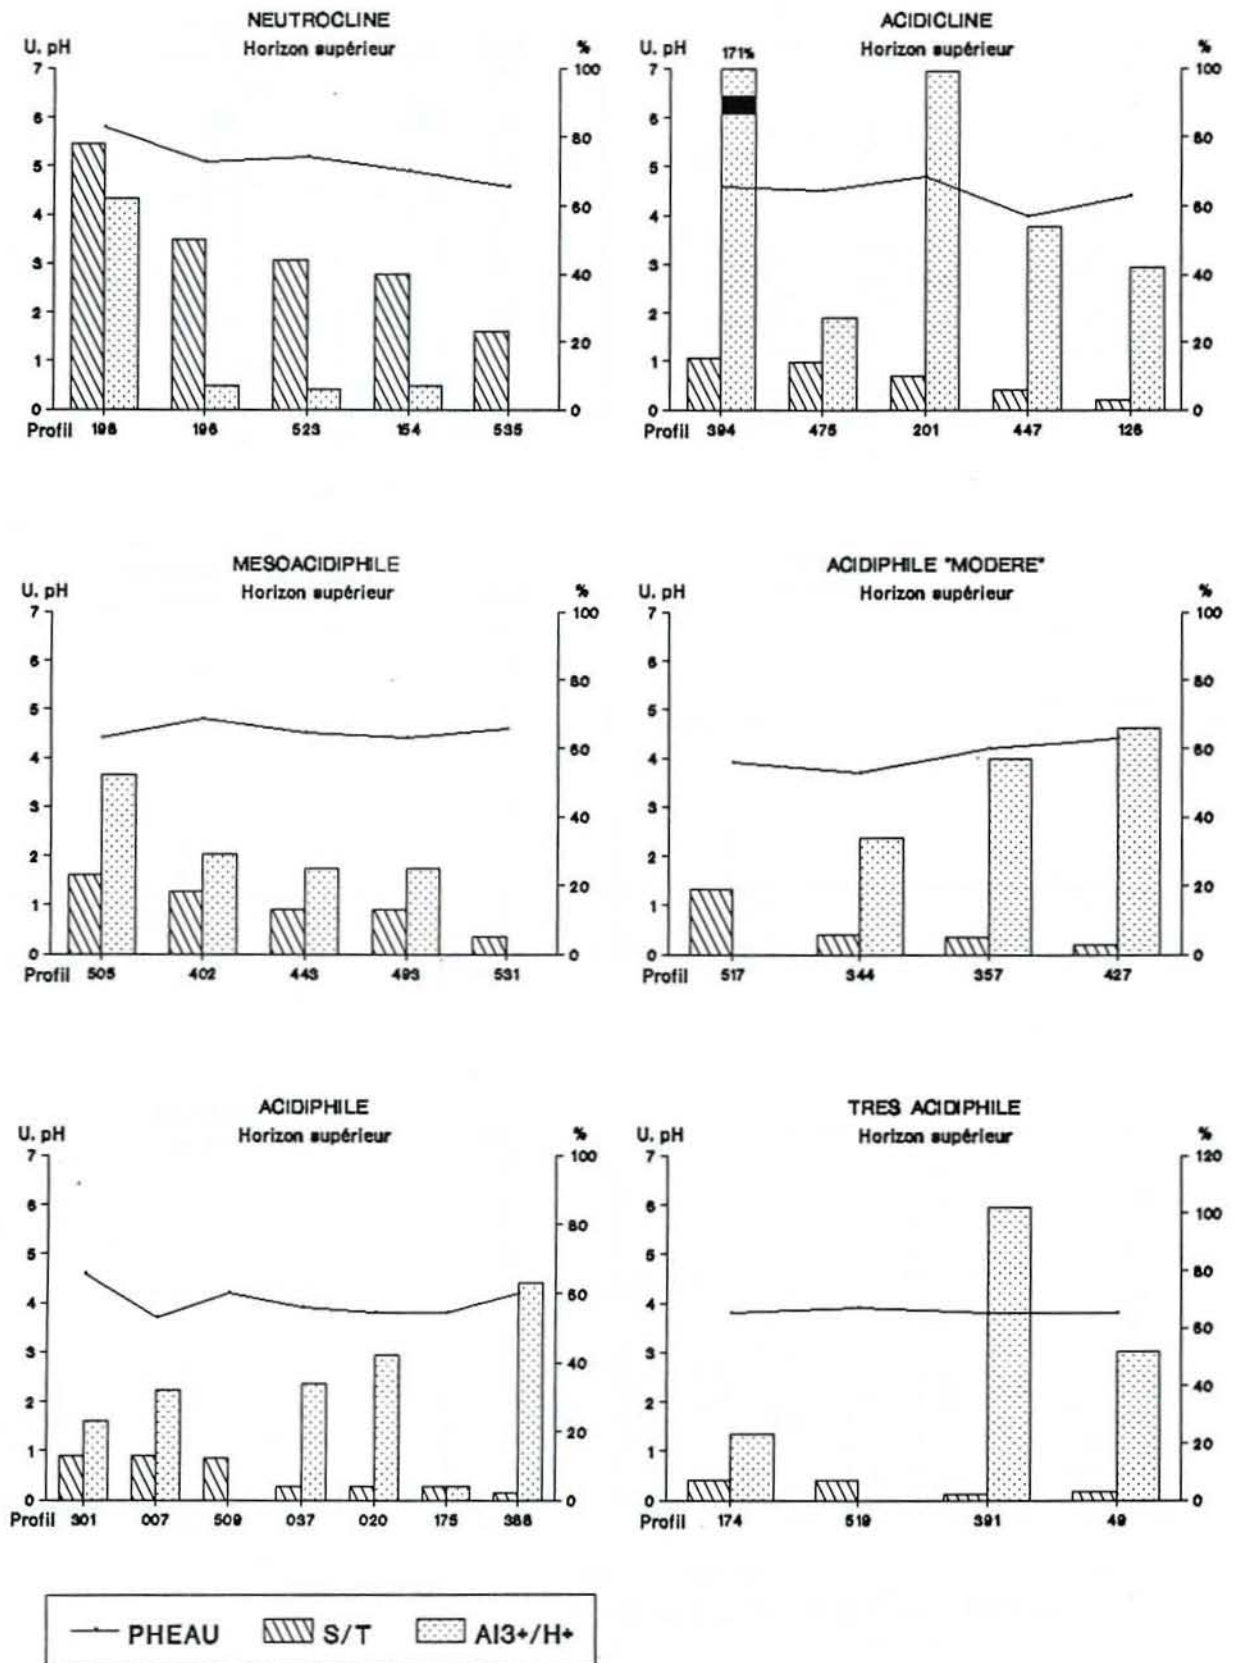 NEUTROCLINE
U. pH Horizon supérieur %
7 100
6
5 80
4 60
3 40
2 20
1
0 0
Profil 198 196 523 154 535
ACIDICLINE
U. pH Horizon supérieur %
171%
7 100
6
5 80
4 60
3 40
2 20
1
0 0
Profil 394 475 201 447 126
MESOACIDIPHILE
U. pH Horizon supérieur %
7 100
6
5 80
4 60
3 40
2 20
1
0 0
Profil 505 402 443 493 531
ACIDIPHILE "MODERE"
U. pH Horizon supérieur %
7 100
6
5 80
4 60
3 40
2 20
1
0 0
Profil 517 344 357 427
ACIDIPHILE
U. pH Horizon supérieur %
7 100
6
5 80
4 60
3 40
2 20
1
0 0
Profil 301 007 509 037 020 175 388
TRES ACIDIPHILE
U. pH Horizon supérieur %
7 120
6 100
5 80
4 60
3 40
2 20
1
0 0
Profil 174 519 391 49
PHEAU S/T Al3+/H+